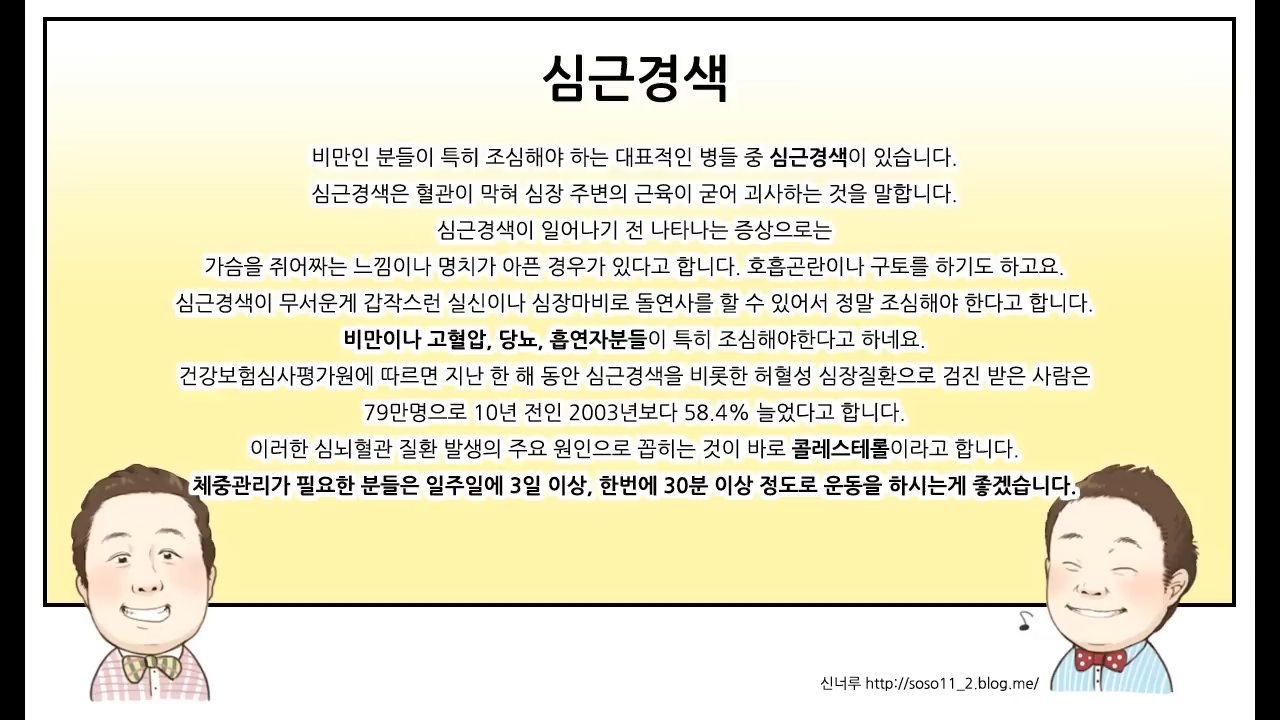 심근경색
비만인 분들이 특히 조심해야 하는 대표적인 병들 중 심근경색이 있습니다.
심근경색은 혈관이 막혀 심장 주변의 근육이 굳어 괴사하는 것을 말합니다.
심근경색이 일어나기 전 나타나는 증상으로는
가슴을 쥐어짜는 느낌이나 명치가 아픈 경우가 있다고 합니다. 호흡곤란이나 구토를 하기도 하고요.
심근경색이 무서운게 갑작스런 실신이나 심장마비로 돌연사를 할 수 있어서 정말 조심해야 한다고 합니다.
비만이나 고혈압, 당뇨, 흡연자분들이 특히 조심해야한다고 하네요.
건강보험심사평가원에 따르면 지난 한 해 동안 심근경색을 비롯한 허혈성 심장질환으로 검진 받은 사람은
79만명으로 10년 전인 2003년보다 58.4% 늘었다고 합니다.
이러한 심뇌혈관 질환 발생의 주요 원인으로 꼽히는 것이 바로 콜레스테롤이라고 합니다.
체중관리가 필요한 분들은 일주일에 3일 이상, 한번에 30분 이상 정도로 운동을 하시는게 좋겠습니다.
신너루 http://soso11_2.blog.me/